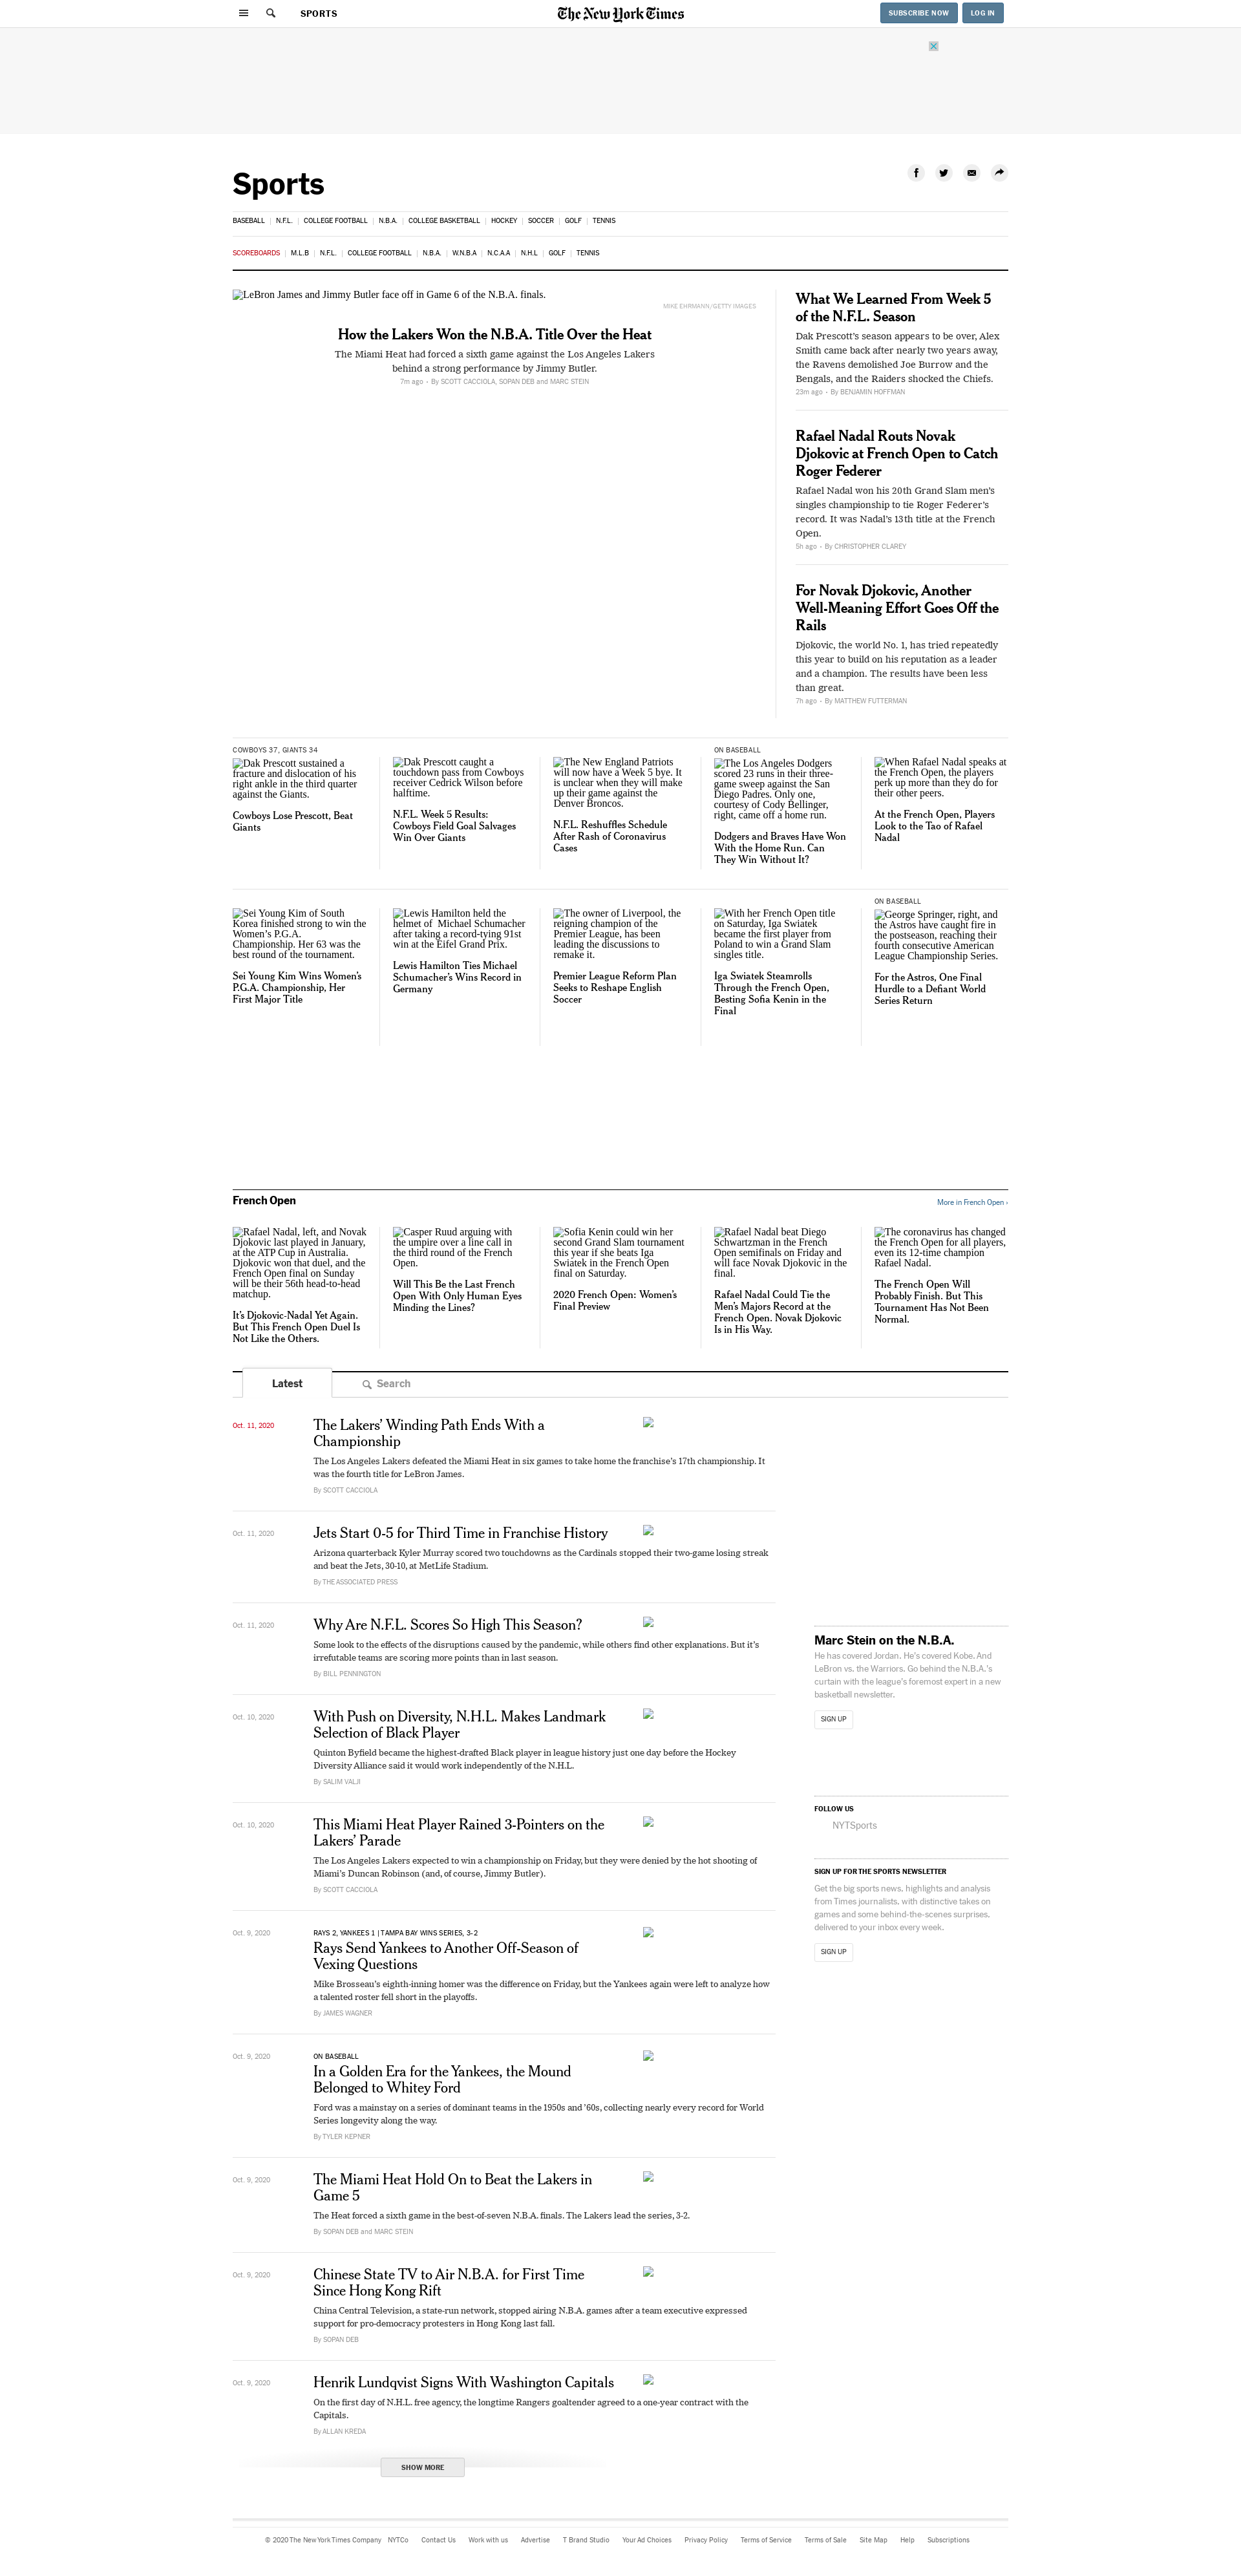 SPORTS
The New York Times
SUBSCRIBE NOW
LOG IN
Sports
BASEBALL | N.F.L. | COLLEGE FOOTBALL | N.B.A. | COLLEGE BASKETBALL | HOCKEY | SOCCER | GOLF | TENNIS
SCOREBOARDS | M.L.B | N.F.L. | COLLEGE FOOTBALL | N.B.A. | W.N.B.A | N.C.A.A | N.H.L | GOLF | TENNIS
LeBron James and Jimmy Butler face off in Game 6 of the N.B.A. finals.
MIKE EHRMANN/GETTY IMAGES
How the Lakers Won the N.B.A. Title Over the Heat
The Miami Heat had forced a sixth game against the Los Angeles Lakers
behind a strong performance by Jimmy Butler.
7m ago • By SCOTT CACCIOLA, SOPAN DEB and MARC STEIN
What We Learned From Week 5
of the N.F.L. Season
Dak Prescott's season appears to be over, Alex
Smith came back after nearly two years away,
the Ravens demolished Joe Burrow and the
Bengals, and the Raiders shocked the Chiefs.
23m ago • By BENJAMIN HOFFMAN
Rafael Nadal Routs Novak
Djokovic at French Open to Catch
Roger Federer
Rafael Nadal won his 20th Grand Slam men's
singles championship to tie Roger Federer's
record. It was Nadal's 13th title at the French
Open.
5h ago • By CHRISTOPHER CLAREY
For Novak Djokovic, Another
Well-Meaning Effort Goes Off the
Rails
Djokovic, the world No. 1, has tried repeatedly
this year to build on his reputation as a leader
and a champion. The results have been less
than great.
7h ago • By MATTHEW FUTTERMAN
COWBOYS 37, GIANTS 34
Dak Prescott sustained a
fracture and dislocation of his
right ankle in the third quarter
against the Giants.
Cowboys Lose Prescott, Beat
Giants
Dak Prescott caught a
touchdown pass from Cowboys
receiver Cedrick Wilson before
halftime.
N.F.L. Week 5 Results:
Cowboys Field Goal Salvages
Win Over Giants
The New England Patriots
will now have a Week 5 bye. It
is unclear when they will make
up their game against the
Denver Broncos.
N.F.L. Reshuffles Schedule
After Rash of Coronavirus
Cases
ON BASEBALL
The Los Angeles Dodgers
scored 23 runs in their three-
game sweep against the San
Diego Padres. Only one,
courtesy of Cody Bellinger,
right, came off a home run.
Dodgers and Braves Have Won
With the Home Run. Can
They Win Without It?
When Rafael Nadal speaks at
the French Open, the players
perk up more than they do for
their other peers.
At the French Open, Players
Look to the Tao of Rafael
Nadal
Sei Young Kim of South
Korea finished strong to win the
Women's P.G.A.
Championship. Her 63 was the
best round of the tournament.
Sei Young Kim Wins Women's
P.G.A. Championship, Her
First Major Title
Lewis Hamilton held the
helmet of Michael Schumacher
after taking a record-tying 91st
win at the Eifel Grand Prix.
Lewis Hamilton Ties Michael
Schumacher's Wins Record in
Germany
The owner of Liverpool, the
reigning champion of the
Premier League, has been
leading the discussions to
remake it.
Premier League Reform Plan
Seeks to Reshape English
Soccer
With her French Open title
on Saturday, Iga Swiatek
became the first player from
Poland to win a Grand Slam
singles title.
Iga Swiatek Steamrolls
Through the French Open,
Besting Sofia Kenin in the
Final
ON BASEBALL
George Springer, right, and
the Astros have caught fire in
the postseason, reaching their
fourth consecutive American
League Championship Series.
For the Astros, One Final
Hurdle to a Defiant World
Series Return
French Open
More in French Open ›
Rafael Nadal, left, and Novak
Djokovic last played in January,
at the ATP Cup in Australia.
Djokovic won that duel, and the
French Open final on Sunday
will be their 56th head-to-head
matchup.
It's Djokovic-Nadal Yet Again.
But This French Open Duel Is
Not Like the Others.
Casper Ruud arguing with
the umpire over a line call in
the third round of the French
Open.
Will This Be the Last French
Open With Only Human Eyes
Minding the Lines?
Sofia Kenin could win her
second Grand Slam tournament
this year if she beats Iga
Swiatek in the French Open
final on Saturday.
2020 French Open: Women's
Final Preview
Rafael Nadal beat Diego
Schwartzman in the French
Open semifinals on Friday and
will face Novak Djokovic in the
final.
Rafael Nadal Could Tie the
Men's Majors Record at the
French Open. Novak Djokovic
Is in His Way.
The coronavirus has changed
the French Open for all players,
even its 12-time champion
Rafael Nadal.
The French Open Will
Probably Finish. But This
Tournament Has Not Been
Normal.
Latest
Search
Oct. 11, 2020
The Lakers' Winding Path Ends With a
Championship
The Los Angeles Lakers defeated the Miami Heat in six games to take home the franchise's 17th championship. It
was the fourth title for LeBron James.
By SCOTT CACCIOLA
Oct. 11, 2020
Jets Start 0-5 for Third Time in Franchise History
Arizona quarterback Kyler Murray scored two touchdowns as the Cardinals stopped their two-game losing streak
and beat the Jets, 30-10, at MetLife Stadium.
By THE ASSOCIATED PRESS
Oct. 11, 2020
Why Are N.F.L. Scores So High This Season?
Some look to the effects of the disruptions caused by the pandemic, while others find other explanations. But it's
irrefutable teams are scoring more points than in last season.
By BILL PENNINGTON
Oct. 10, 2020
With Push on Diversity, N.H.L. Makes Landmark
Selection of Black Player
Quinton Byfield became the highest-drafted Black player in league history just one day before the Hockey
Diversity Alliance said it would work independently of the N.H.L.
By SALIM VALJI
Oct. 10, 2020
This Miami Heat Player Rained 3-Pointers on the
Lakers' Parade
The Los Angeles Lakers expected to win a championship on Friday, but they were denied by the hot shooting of
Miami's Duncan Robinson (and, of course, Jimmy Butler).
By SCOTT CACCIOLA
Oct. 9, 2020
RAYS 2, YANKEES 1 | TAMPA BAY WINS SERIES, 3-2
Rays Send Yankees to Another Off-Season of
Vexing Questions
Mike Brosseau's eighth-inning homer was the difference on Friday, but the Yankees again were left to analyze how
a talented roster fell short in the playoffs.
By JAMES WAGNER
Oct. 9, 2020
ON BASEBALL
In a Golden Era for the Yankees, the Mound
Belonged to Whitey Ford
Ford was a mainstay on a series of dominant teams in the 1950s and '60s, collecting nearly every record for World
Series longevity along the way.
By TYLER KEPNER
Oct. 9, 2020
The Miami Heat Hold On to Beat the Lakers in
Game 5
The Heat forced a sixth game in the best-of-seven N.B.A. finals. The Lakers lead the series, 3-2.
By SOPAN DEB and MARC STEIN
Oct. 9, 2020
Chinese State TV to Air N.B.A. for First Time
Since Hong Kong Rift
China Central Television, a state-run network, stopped airing N.B.A. games after a team executive expressed
support for pro-democracy protesters in Hong Kong last fall.
By SOPAN DEB
Oct. 9, 2020
Henrik Lundqvist Signs With Washington Capitals
On the first day of N.H.L. free agency, the longtime Rangers goaltender agreed to a one-year contract with the
Capitals.
By ALLAN KREDA
SHOW MORE
Marc Stein on the N.B.A.
He has covered Jordan. He's covered Kobe. And
LeBron vs. the Warriors. Go behind the N.B.A.'s
curtain with the league's foremost expert in a new
basketball newsletter.
SIGN UP
FOLLOW US
NYTSports
SIGN UP FOR THE SPORTS NEWSLETTER
Get the big sports news, highlights and analysis
from Times journalists, with distinctive takes on
games and some behind-the-scenes surprises,
delivered to your inbox every week.
SIGN UP
© 2020 The New York Times Company NYTCo Contact Us Work with us Advertise T Brand Studio Your Ad Choices Privacy Policy Terms of Service Terms of Sale Site Map Help Subscriptions